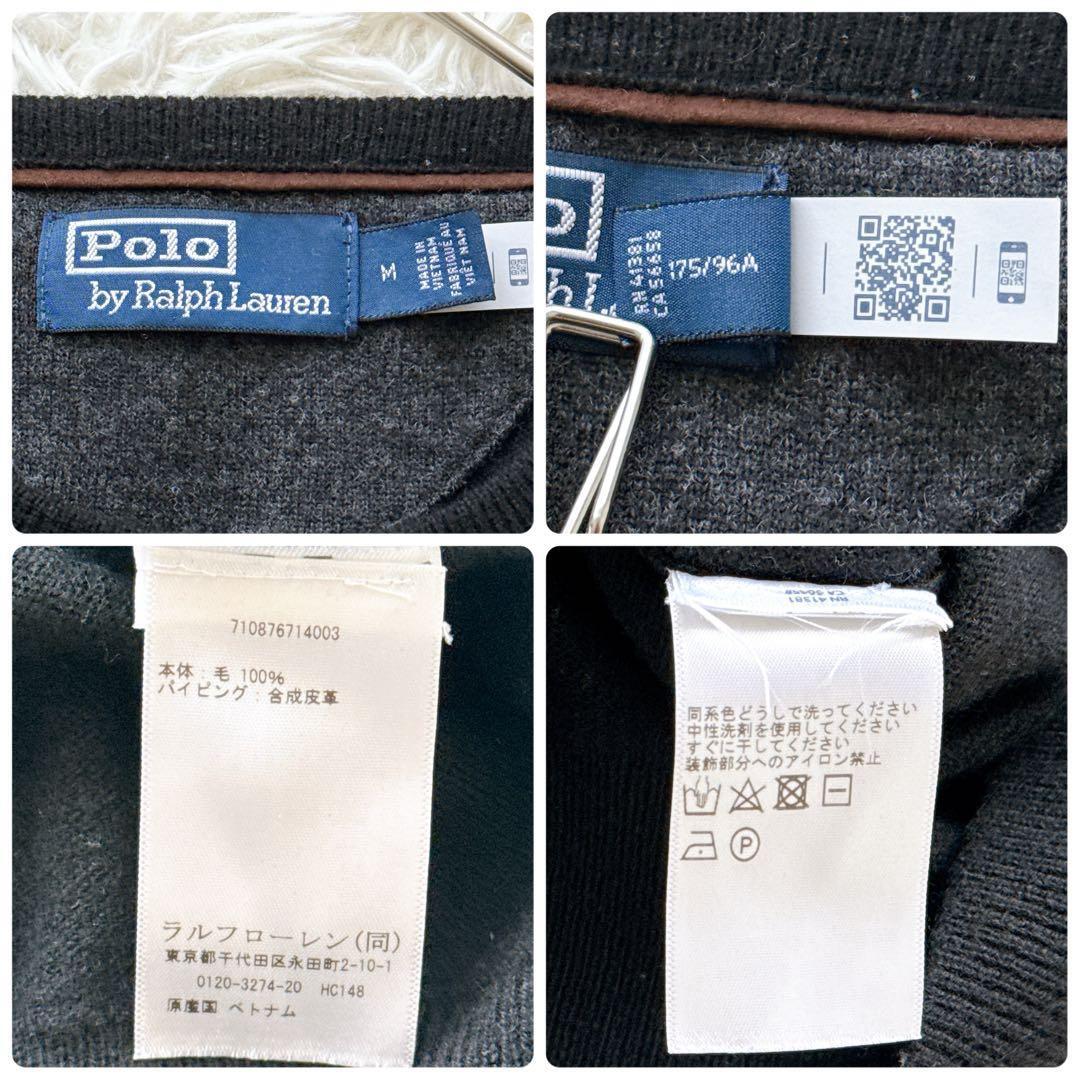 Polo
by Ralph Lauren
M
MADE IN
VIETNAM
FABRIQUÉ AU
VIÊT NAM
RN 41381
CA 56658
175/96A
710876714003
本体:毛 100%
パイピング:合成皮革
ラルフローレン(同)
東京都千代田区永田町2-10-1
0120-3274-20 HC148
原産国 ベトナム
RN 41381
同系色どうしで洗ってください
中性洗剤を使用してください
すぐに干してください
装飾部分へのアイロン禁止
P